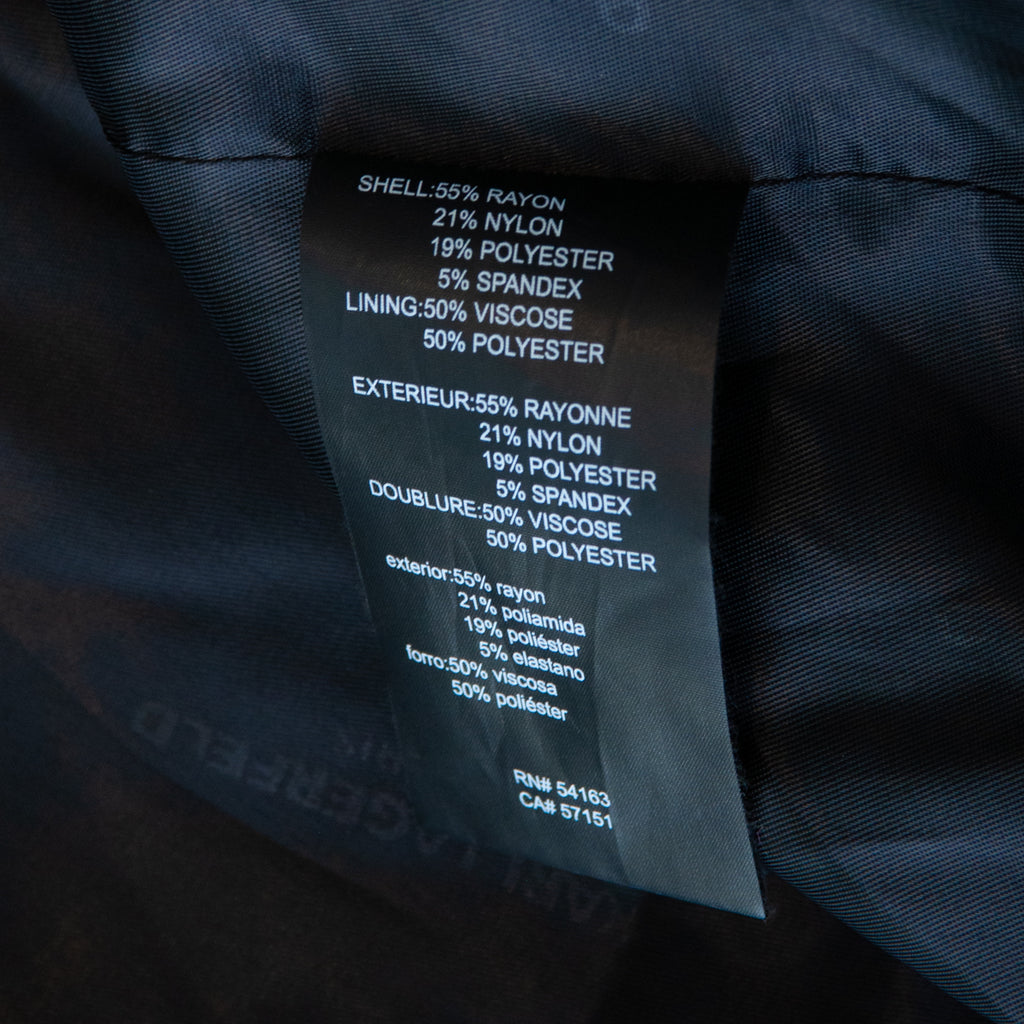 SHELL:55% RAYON
21% NYLON
19% POLYESTER
5% SPANDEX
LINING:50% VISCOSE
50% POLYESTER
EXTERIEUR:55% RAYONNE
21% NYLON
19% POLYESTER
5% SPANDEX
DOUBLURE:50% VISCOSE
50% POLYESTER
exterior:55% rayon
21% poliamida
19% poliéster
5% elastano
forro:50% viscosa
50% poliéster
RN# 54163
CA# 57151
KARL LAGERFELD